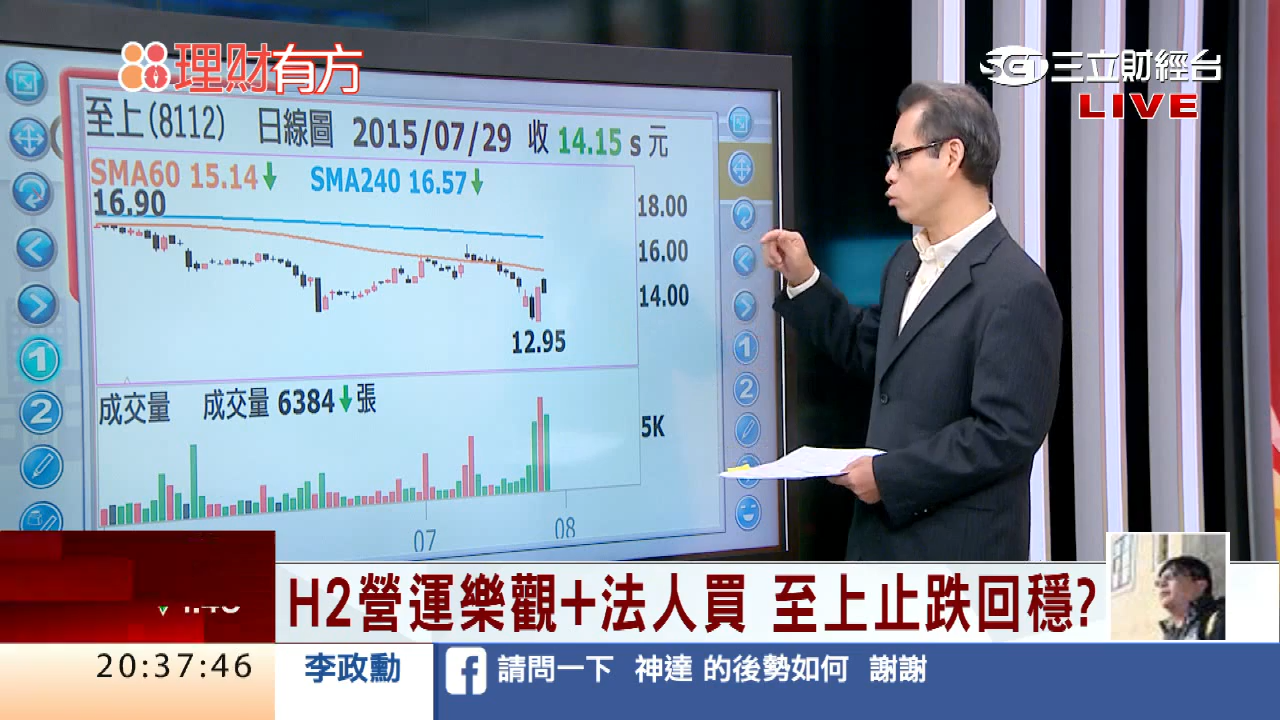 理財有方
三立財經台
LIVE
至上(8112) 日線圖 2015/07/29 收 14.15 s 元
SMA60 15.14↓ SMA240 16.57↓
16.90
18.00
16.00
14.00
12.95
成交量 成交量 6384↓張
5K
07
08
1
2
1
2
H2營運樂觀+法人買 至上止跌回穩?
20:37:46
李政勳
請問一下 神達 的後勢如何 謝謝